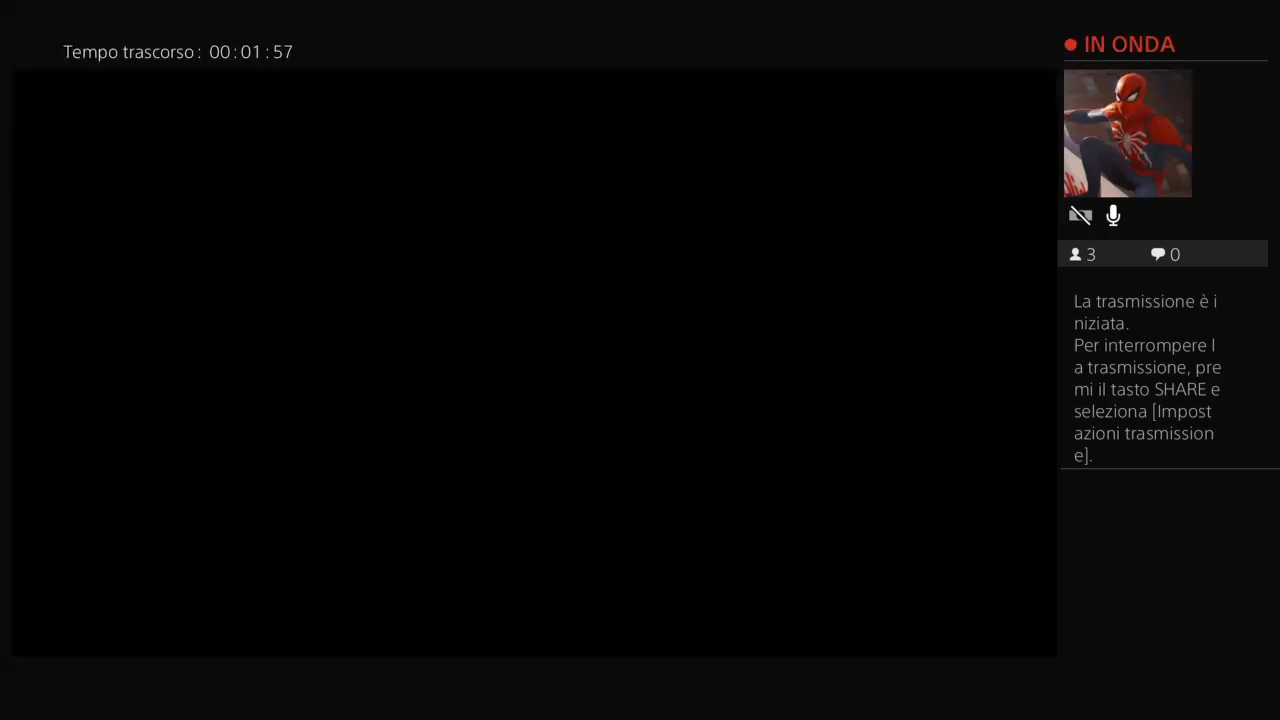 Tempo trascorso: 00:01:57
IN ONDA
3 0
La trasmissione è i
niziata.
Per interrompere l
a trasmissione, pre
mi il tasto SHARE e
seleziona [Impost
azioni trasmission
e].